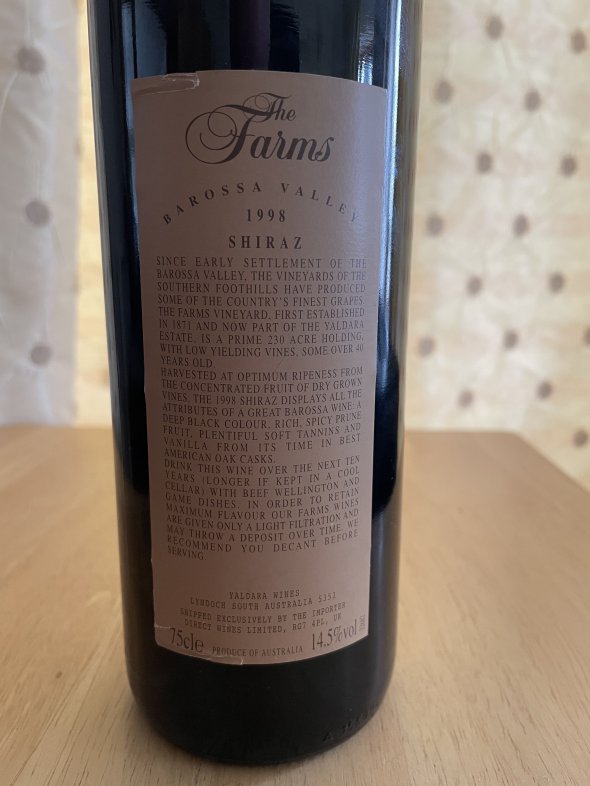 The
Farms
BAROSSA VALLEY
1998
SHIRAZ
SINCE EARLY SETTLEMENT OF THE
BAROSSA VALLEY, THE VINEYARDS OF THE
SOUTHERN FOOTHILLS HAVE PRODUCED
SOME OF THE COUNTRY'S FINEST GRAPES.
THE FARMS VINEYARD, FIRST ESTABLISHED
IN 1871 AND NOW PART OF THE YALDARA
ESTATE, IS A PRIME 230 ACRE HOLDING,
WITH LOW YIELDING VINES, SOME OVER 40
YEARS OLD.
HARVESTED AT OPTIMUM RIPENESS FROM
THE CONCENTRATED FRUIT OF DRY GROWN
VINES, THE 1998 SHIRAZ DISPLAYS ALL THE
ATTRIBUTES OF A GREAT BAROSSA WINE: A
DEEP BLACK COLOUR, RICH, SPICY PRUNE
FRUIT, PLENTIFUL SOFT TANNINS AND
VANILLA FROM ITS TIME IN BEST
AMERICAN OAK CASKS.
DRINK THIS WINE OVER THE NEXT TEN
YEARS (LONGER IF KEPT IN A COOL
CELLAR) WITH BEEF WELLINGTON AND
GAME DISHES. IN ORDER TO RETAIN
MAXIMUM FLAVOUR OUR FARMS WINES
ARE GIVEN ONLY A LIGHT FILTRATION AND
MAY THROW A DEPOSIT OVER TIME. WE
RECOMMEND YOU DECANT BEFORE
SERVING.
YALDARA WINES
LYNDOCH SOUTH AUSTRALIA 5351
SHIPPED EXCLUSIVELY BY THE IMPORTER
DIRECT WINES LIMITED, RG7 4PL, UK
75cl e PRODUCE OF AUSTRALIA 14.5%vol